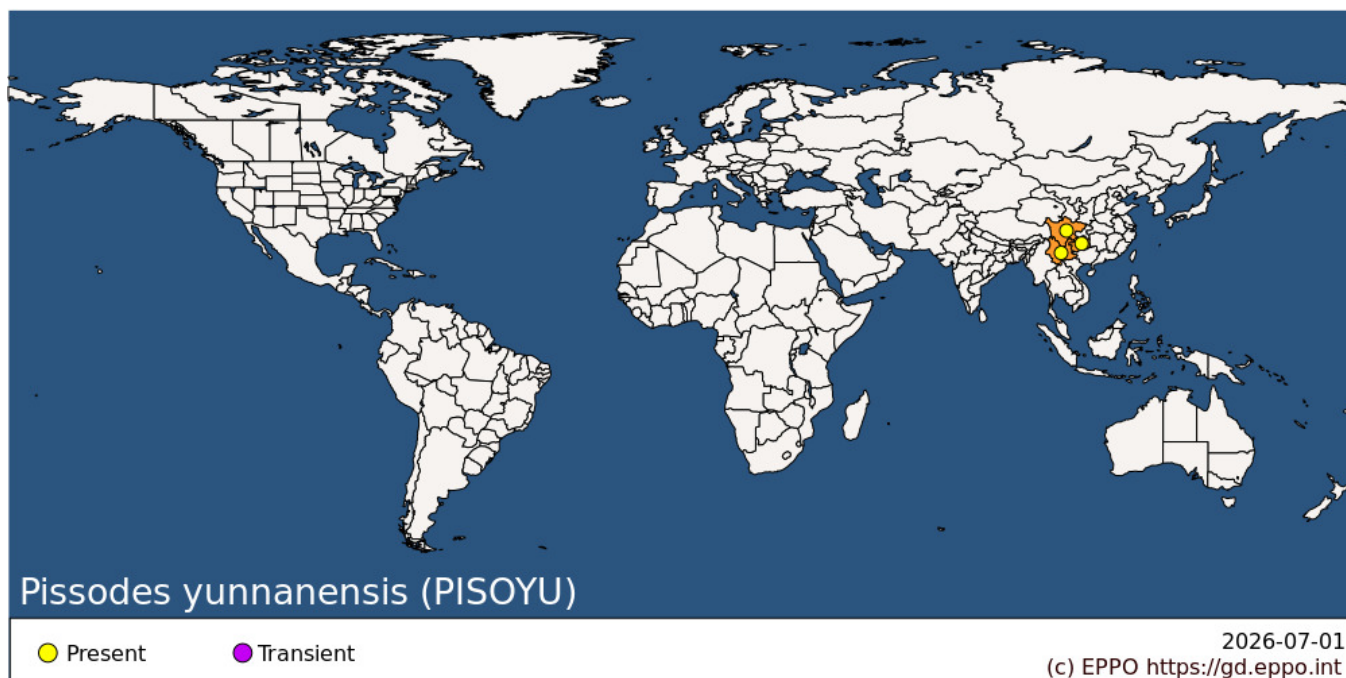 Pissodes yunnanensis (PISOYU)
Present
Transient
2026-07-01
(c) EPPO https://gd.eppo.int